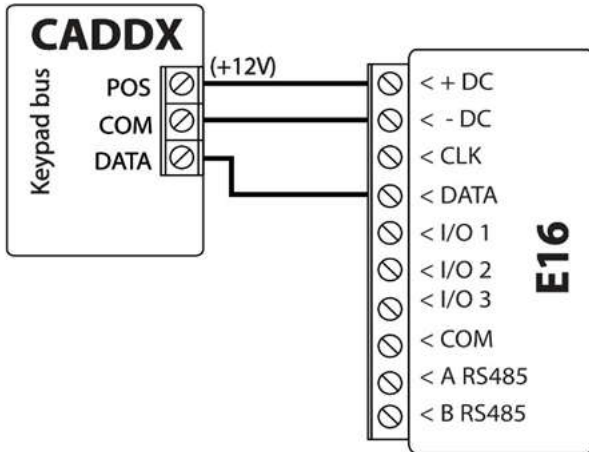 CADDX
Keypad bus
POS
(+12V)
COM
DATA
< + DC
< - DC
< CLK
< DATA
< I/O 1
< I/O 2
< I/O 3
< COM
< A RS485
< B RS485
E16